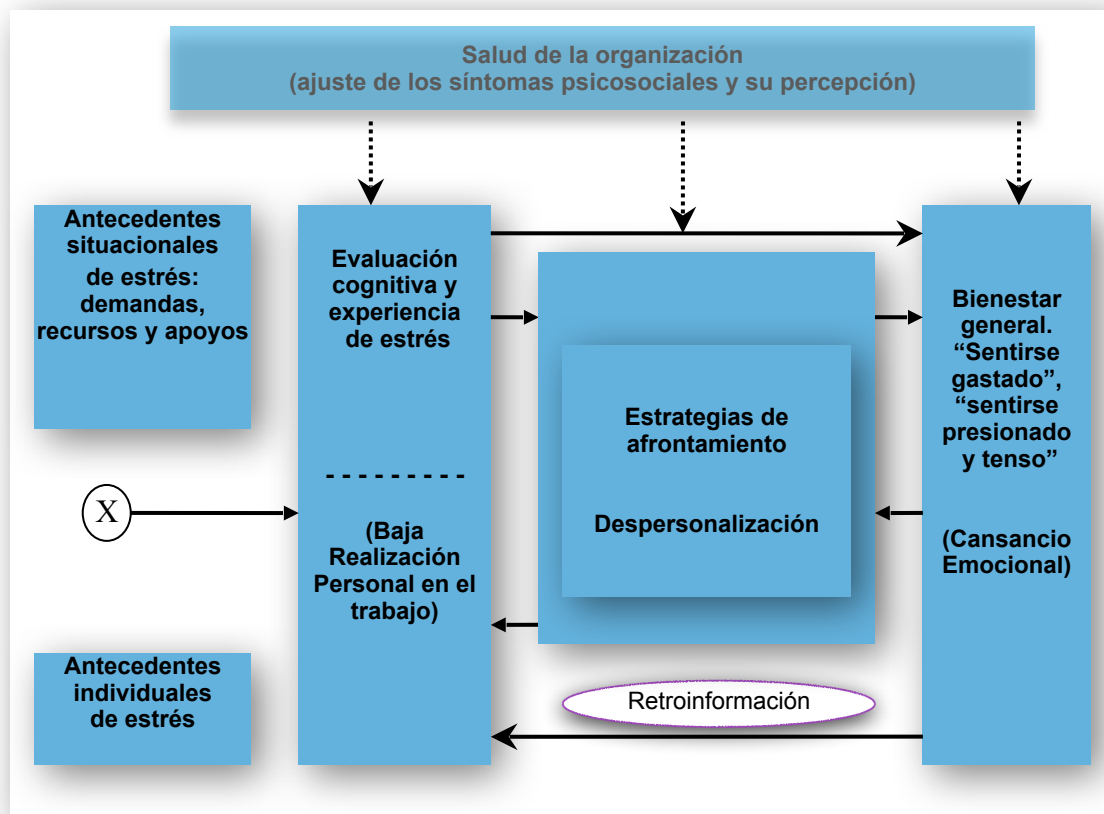 Salud de la organización
(ajuste de los síntomas psicosociales y su percepción)
Antecedentes
situacionales
de estrés:
demandas,
recursos y apoyos
X
Antecedentes
individuales
de estrés
Evaluación
cognitiva y
experiencia
de estrés
- - - - - - - - -
(Baja
Realización
Personal en el
trabajo)
Estrategias de
afrontamiento
Despersonalización
Retroinformación
Bienestar
general.
“Sentirse
gastado”,
“sentirse
presionado
y tenso”
(Cansancio
Emocional)